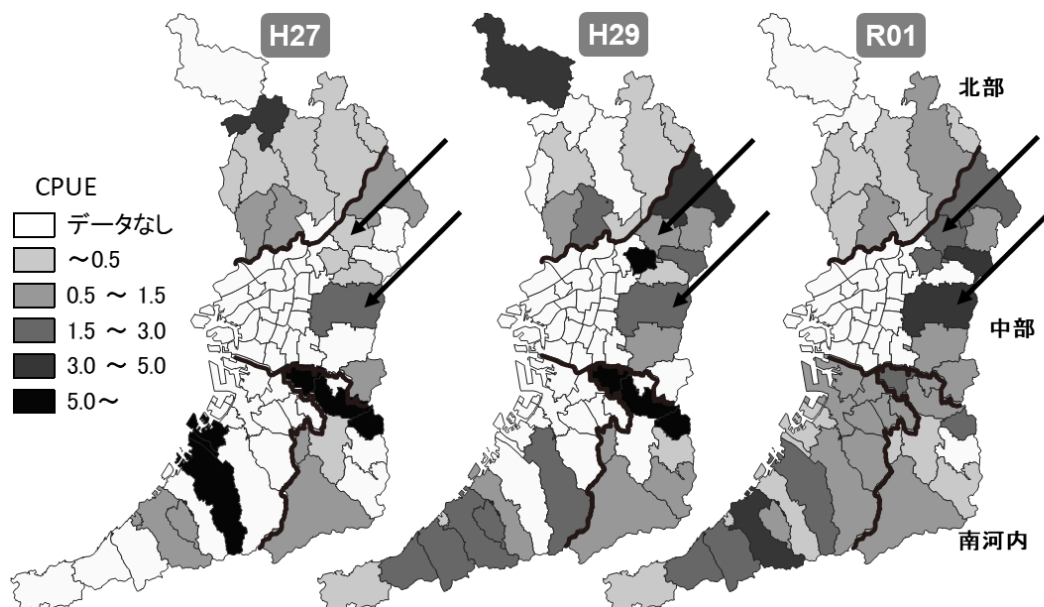 H27
H29
R01
北部
CPUE
データなし
～0.5
0.5 ～ 1.5
1.5 ～ 3.0
3.0 ～ 5.0
5.0～
中部
南河内